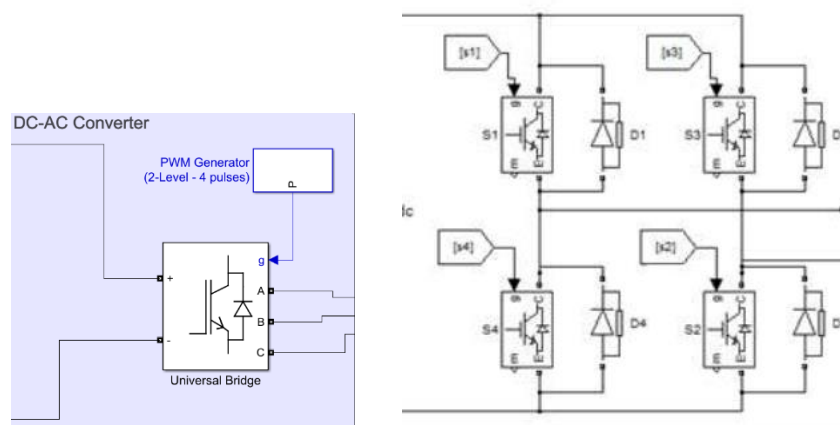 DC-AC Converter
PWM Generator
(2-Level - 4 pulses)
P
g
+
A
B
-
C
Universal Bridge
[s1]
[s3]
g
C
g
C
S1
D1
S3
D
m
E
m
E
dc
[s4]
[s2]
g
C
g
C
S4
D4
S2
D
m
E
m
E